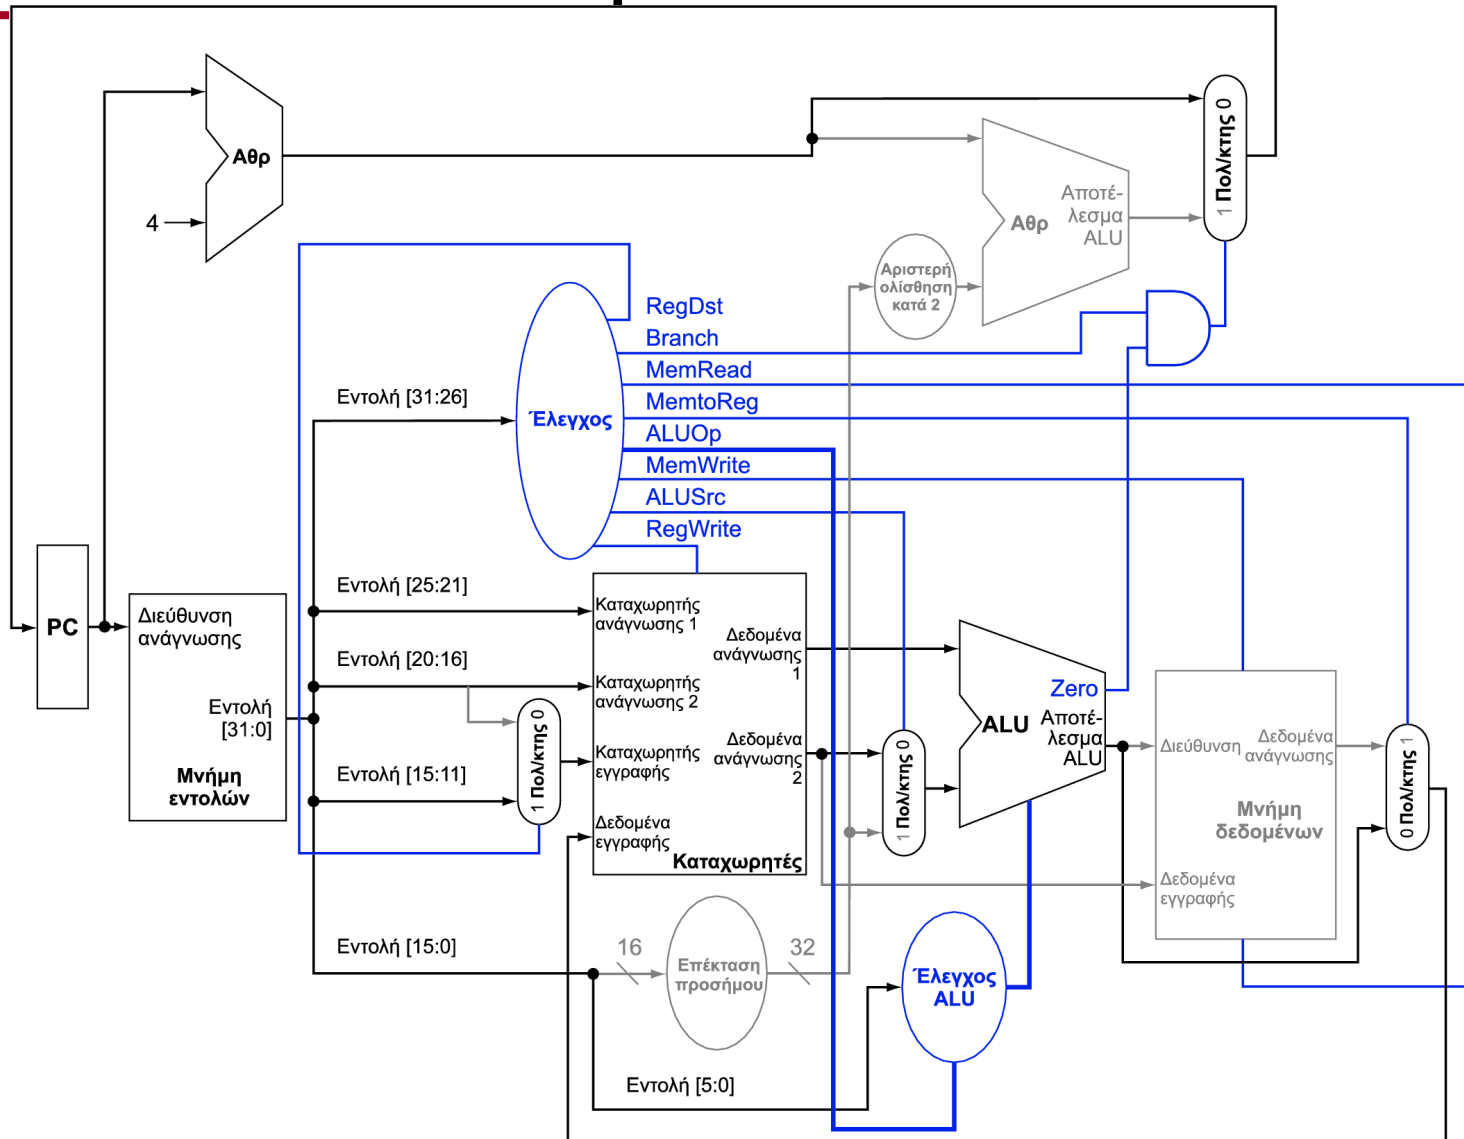 Αθρ
4
1 Πολ/κτης 0
Αποτέ-
λεσμα
ALU
Αθρ
Αριστερή
ολίσθηση
κατά 2
RegDst
Branch
MemRead
MemtoReg
ALUOp
MemWrite
ALUSrc
RegWrite
Εντολή [31:26]
Έλεγχος
PC
Διεύθυνση
ανάγνωσης
Εντολή
[31:0]
Μνήμη
εντολών
Εντολή [25:21]
Εντολή [20:16]
Εντολή [15:11]
1 Πολ/κτης 0
Καταχωρητής
ανάγνωσης 1
Καταχωρητής
ανάγνωσης 2
Καταχωρητής
εγγραφής
Δεδομένα
εγγραφής
Δεδομένα
ανάγνωσης
1
Δεδομένα
ανάγνωσης
2
Καταχωρητές
1 Πολ/κτης 0
Zero
ALU
Αποτέ-
λεσμα
ALU
Διεύθυνση
Δεδομένα
ανάγνωσης
Μνήμη
δεδομένων
Δεδομένα
εγγραφής
0 Πολ/κτης 1
Εντολή [15:0]
16
Επέκταση
προσήμου
32
Έλεγχος
ALU
Εντολή [5:0]